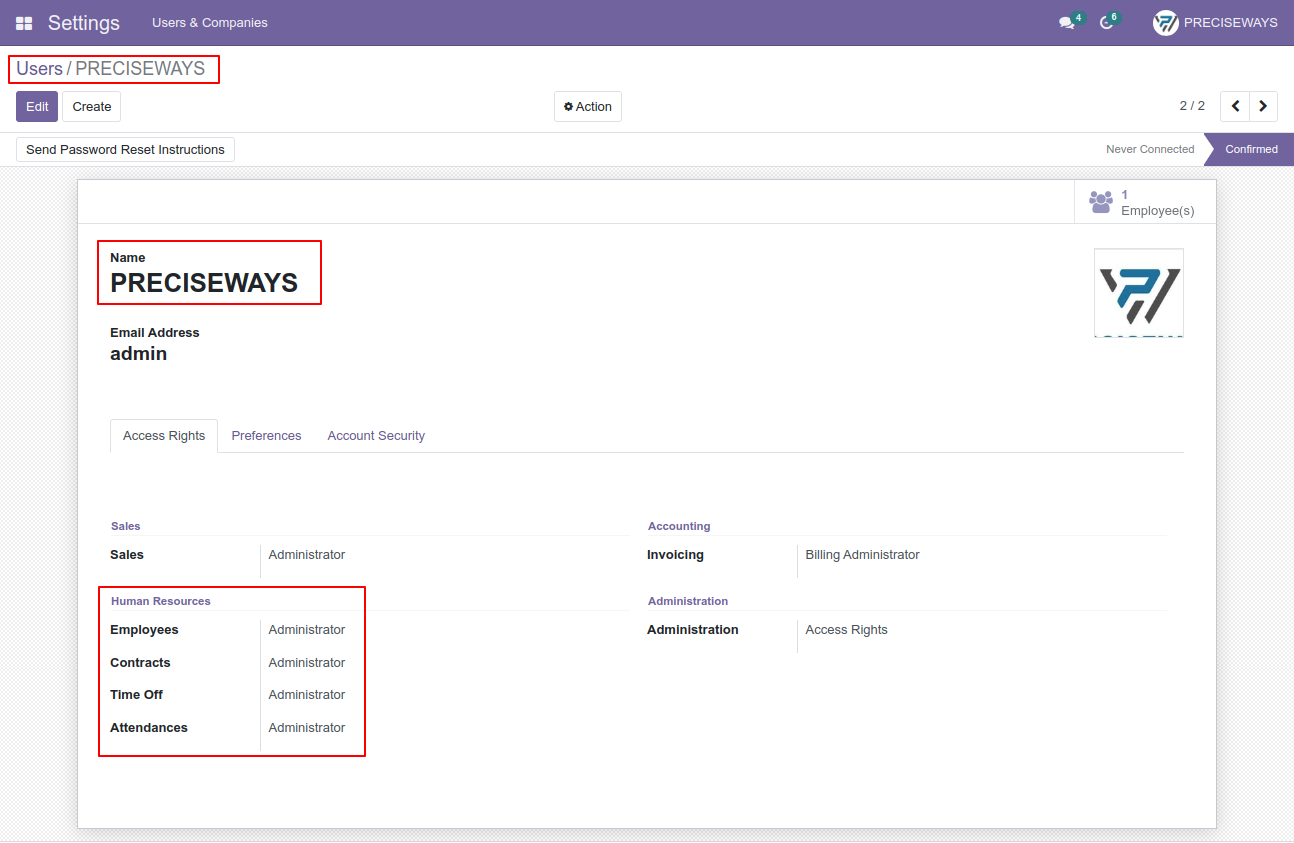 Settings Users & Companies 4 6 PRECISEWAYS
Users / PRECISEWAYS
Edit Create Action 2 / 2
Send Password Reset Instructions Never Connected Confirmed
1
Employee(s)
Name
PRECISEWAYS
Email Address
admin
Access Rights Preferences Account Security
Sales Accounting
Sales Administrator Invoicing Billing Administrator
Human Resources Administration
Employees Administrator Administration Access Rights
Contracts Administrator
Time Off Administrator
Attendances Administrator